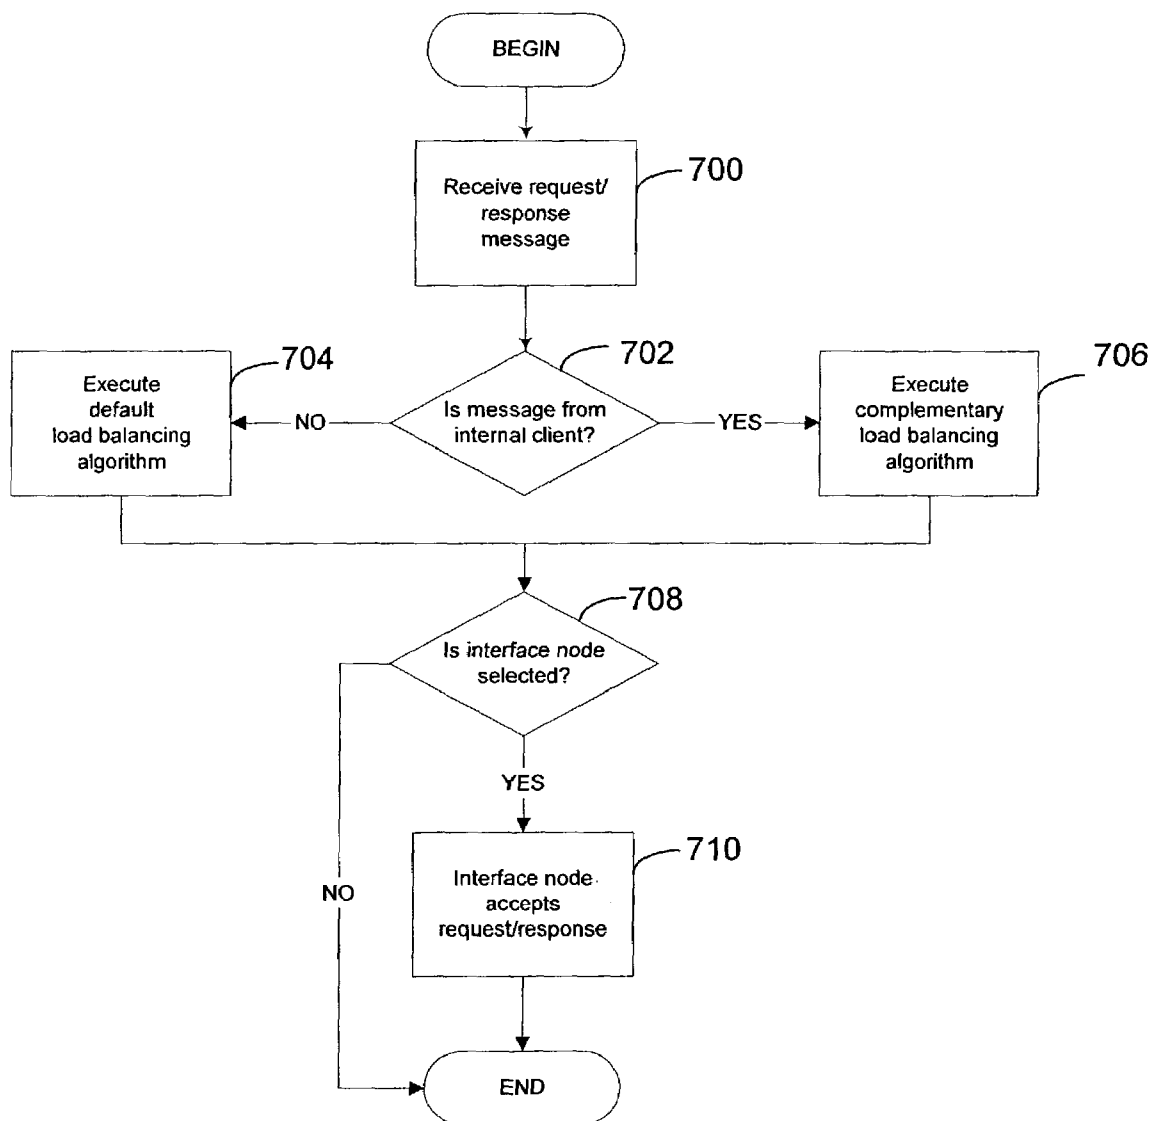 BEGIN
Receive request/
response
message
700
Is message from
internal client?
702
NO
YES
Execute
default
load balancing
algorithm
704
Execute
complementary
load balancing
algorithm
706
Is interface node
selected?
708
YES
NO
Interface node
accepts
request/response
710
END